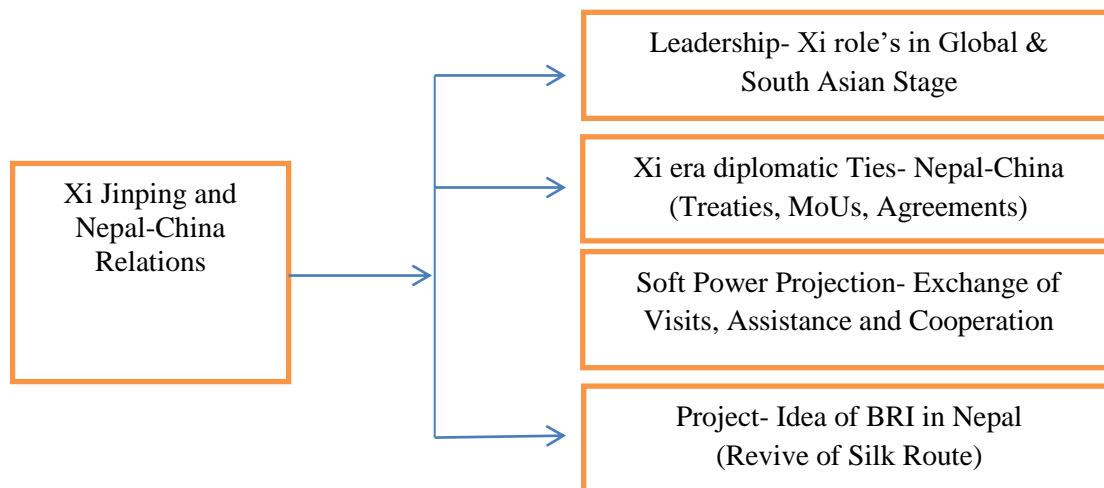 Leadership- Xi role’s in Global &
South Asian Stage
Xi Jinping and
Nepal-China
Relations
Xi era diplomatic Ties- Nepal-China
(Treaties, MoUs, Agreements)
Soft Power Projection- Exchange of
Visits, Assistance and Cooperation
Project- Idea of BRI in Nepal
(Revive of Silk Route)